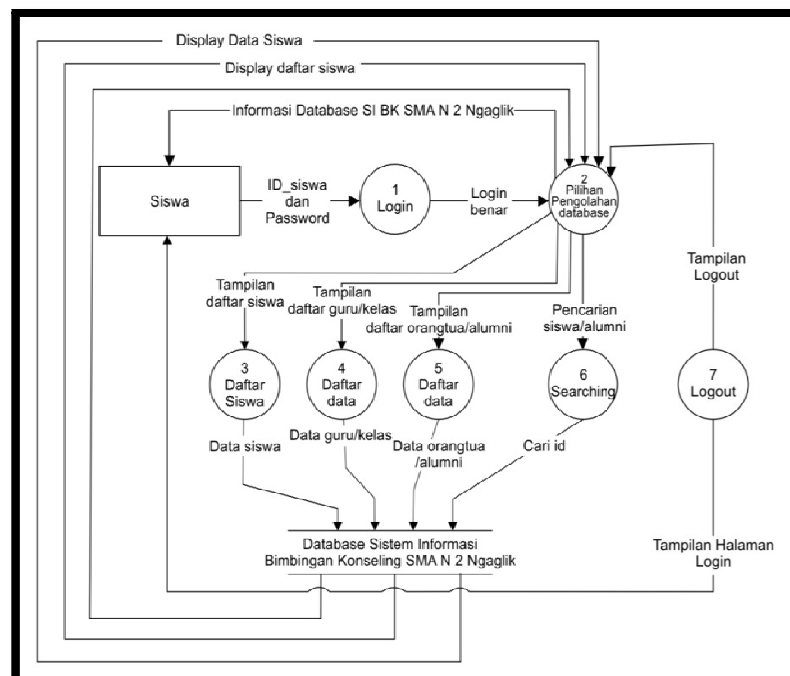 Display Data Siswa
Display daftar siswa
Informasi Database SI BK SMA N 2 Ngaglik
Siswa
ID_siswa
dan
Password
1
Login
Login
benar
2
Pilihan
Pengolahan
database
Tampilan
Logout
Tampilan
daftar siswa
Tampilan
daftar guru/kelas
Tampilan
daftar orangtua/alumni
Pencarian
siswa/alumni
3
Daftar
Siswa
4
Daftar
data
5
Daftar
data
6
Searching
7
Logout
Data siswa
Data guru/kelas
Data orangtua
/alumni
Cari id
Database Sistem Informasi
Bimbingan Konseling SMA N 2 Ngaglik
Tampilan Halaman
Login